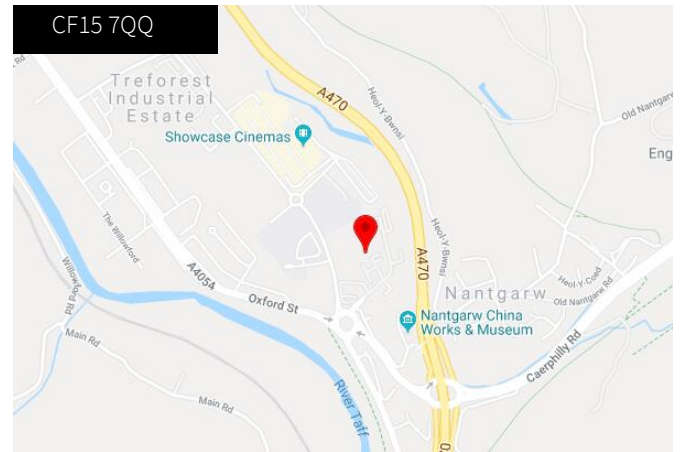 CF15 7QQ
Rd
Treforest
Industrial
Estate
A470
Heol-Y-Bwnsi
Old Nantgarw
Showcase Cinemas
Eng
The Willowford
Heol-Y-Bwnsi
A470
A4054
Willowford Rd
Oxford St
Nantgarw
Heol-Y-Coed
Old Nantgarw Rd
Nantgarw China
Works & Museum
Main Rd
Caerphilly Rd
Main Rd
River Taff